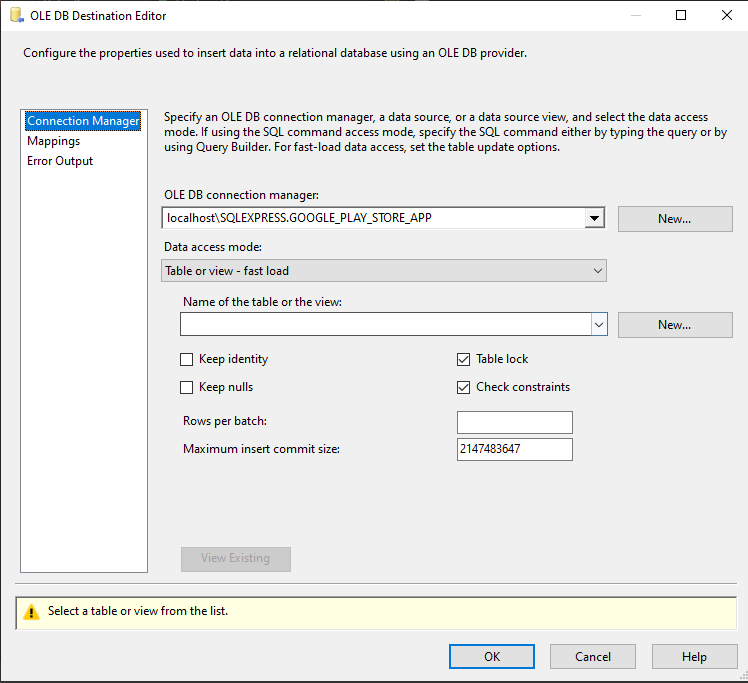 OLE DB Destination Editor
Configure the properties used to insert data into a relational database using an OLE DB provider.
Connection Manager
Mappings
Error Output
Specify an OLE DB connection manager, a data source, or a data source view, and select the data access
mode. If using the SQL command access mode, specify the SQL command either by typing the query or by
using Query Builder. For fast-load data access, set the table update options.
OLE DB connection manager:
localhost\SQLEXPRESS.GOOGLE_PLAY_STORE_APP
New...
Data access mode:
Table or view - fast load
Name of the table or the view:
New...
Keep identity
Table lock
Keep nulls
Check constraints
Rows per batch:
Maximum insert commit size:
2147483647
View Existing
Select a table or view from the list.
OK
Cancel
Help